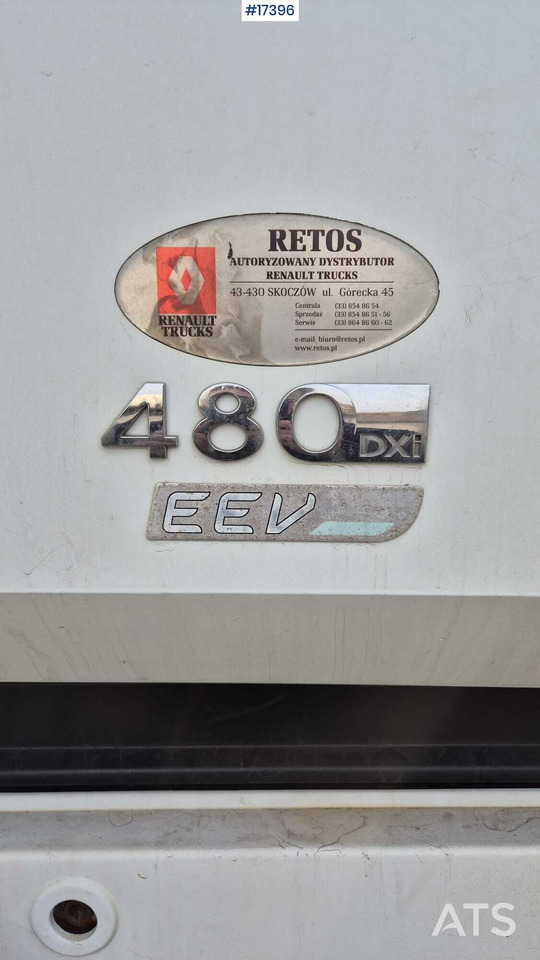 #17396
RETOS
AUTORYZOWANY DYSTRYBUTOR
RENAULT TRUCKS
43-430 SKOCZÓW ul. Górecka 45
Centrala (33) 854 86 54
Sprzedaż (33) 854 86 51 - 56
Serwis (33) 864 86 60 - 62
e-mail: biuro@retos.pl
www.retos.pl
RENAULT
TRUCKS
480 DXi
EEV
ATS